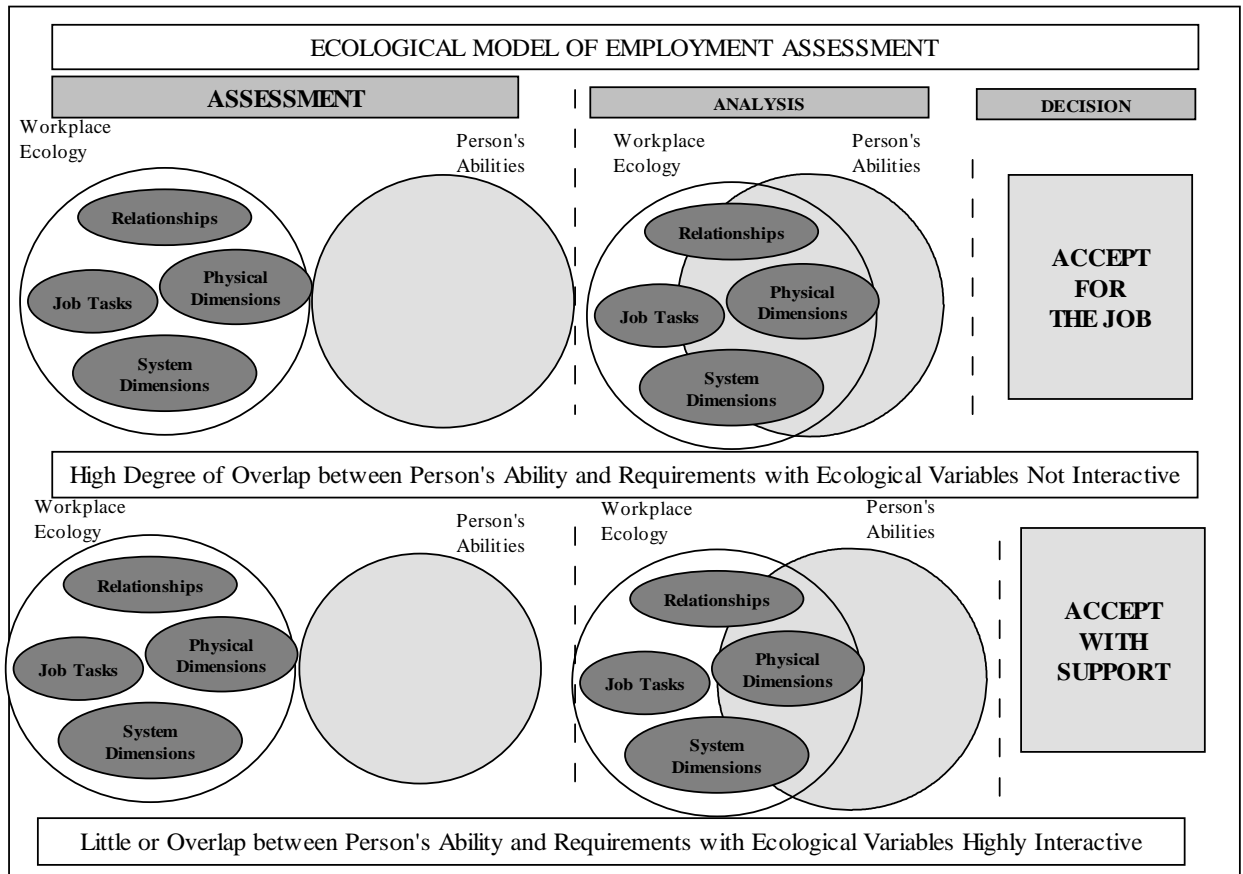 ECOLOGICAL MODEL OF EMPLOYMENT ASSESSMENT
ASSESSMENT
ANALYSIS
DECISION
Workplace
Ecology
Person's
Abilities
Relationships
Physical
Dimensions
Job Tasks
System
Dimensions
Workplace
Ecology
Person's
Abilities
Relationships
Physical
Dimensions
Job Tasks
System
Dimensions
ACCEPT
FOR
THE JOB
High Degree of Overlap between Person's Ability and Requirements with Ecological Variables Not Interactive
Workplace
Ecology
Person's
Abilities
Relationships
Physical
Dimensions
Job Tasks
System
Dimensions
Workplace
Ecology
Person's
Abilities
Relationships
Physical
Dimensions
Job Tasks
System
Dimensions
ACCEPT
WITH
SUPPORT
Little or Overlap between Person's Ability and Requirements with Ecological Variables Highly Interactive